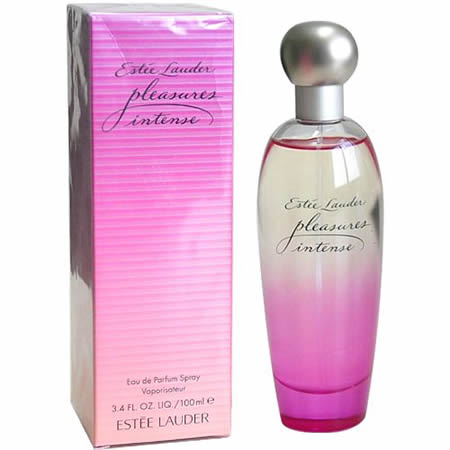 Estée Lauder
pleasures
intense
Eau de Parfum Spray
Vaporisateur
3.4 FL. OZ. LIQ./100ml℮
ESTĒE LAUDER
Estée Lauder
pleasures
intense